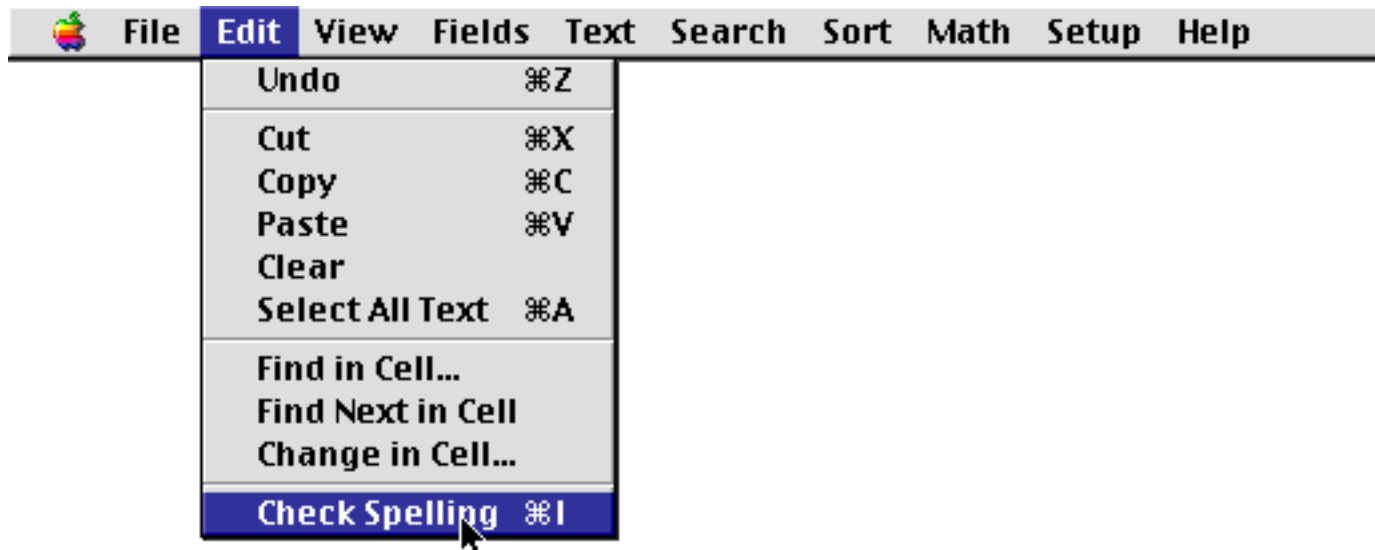 File Edit View Fields Text Search Sort Math Setup Help
Undo ⌘Z
Cut ⌘X
Copy ⌘C
Paste ⌘V
Clear
Select All Text ⌘A
Find in Cell...
Find Next in Cell
Change in Cell...
Check Spelling ⌘I